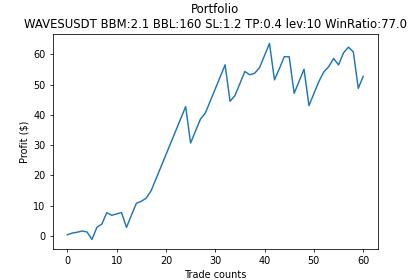 Portfolio
WAVESUSDT BBM:2.1 BBL:160 SL:1.2 TP:0.4 lev:10 WinRatio:77.0
60
50
40
30
20
10
0
Profit ($)
0 10 20 30 40 50 60
Trade counts